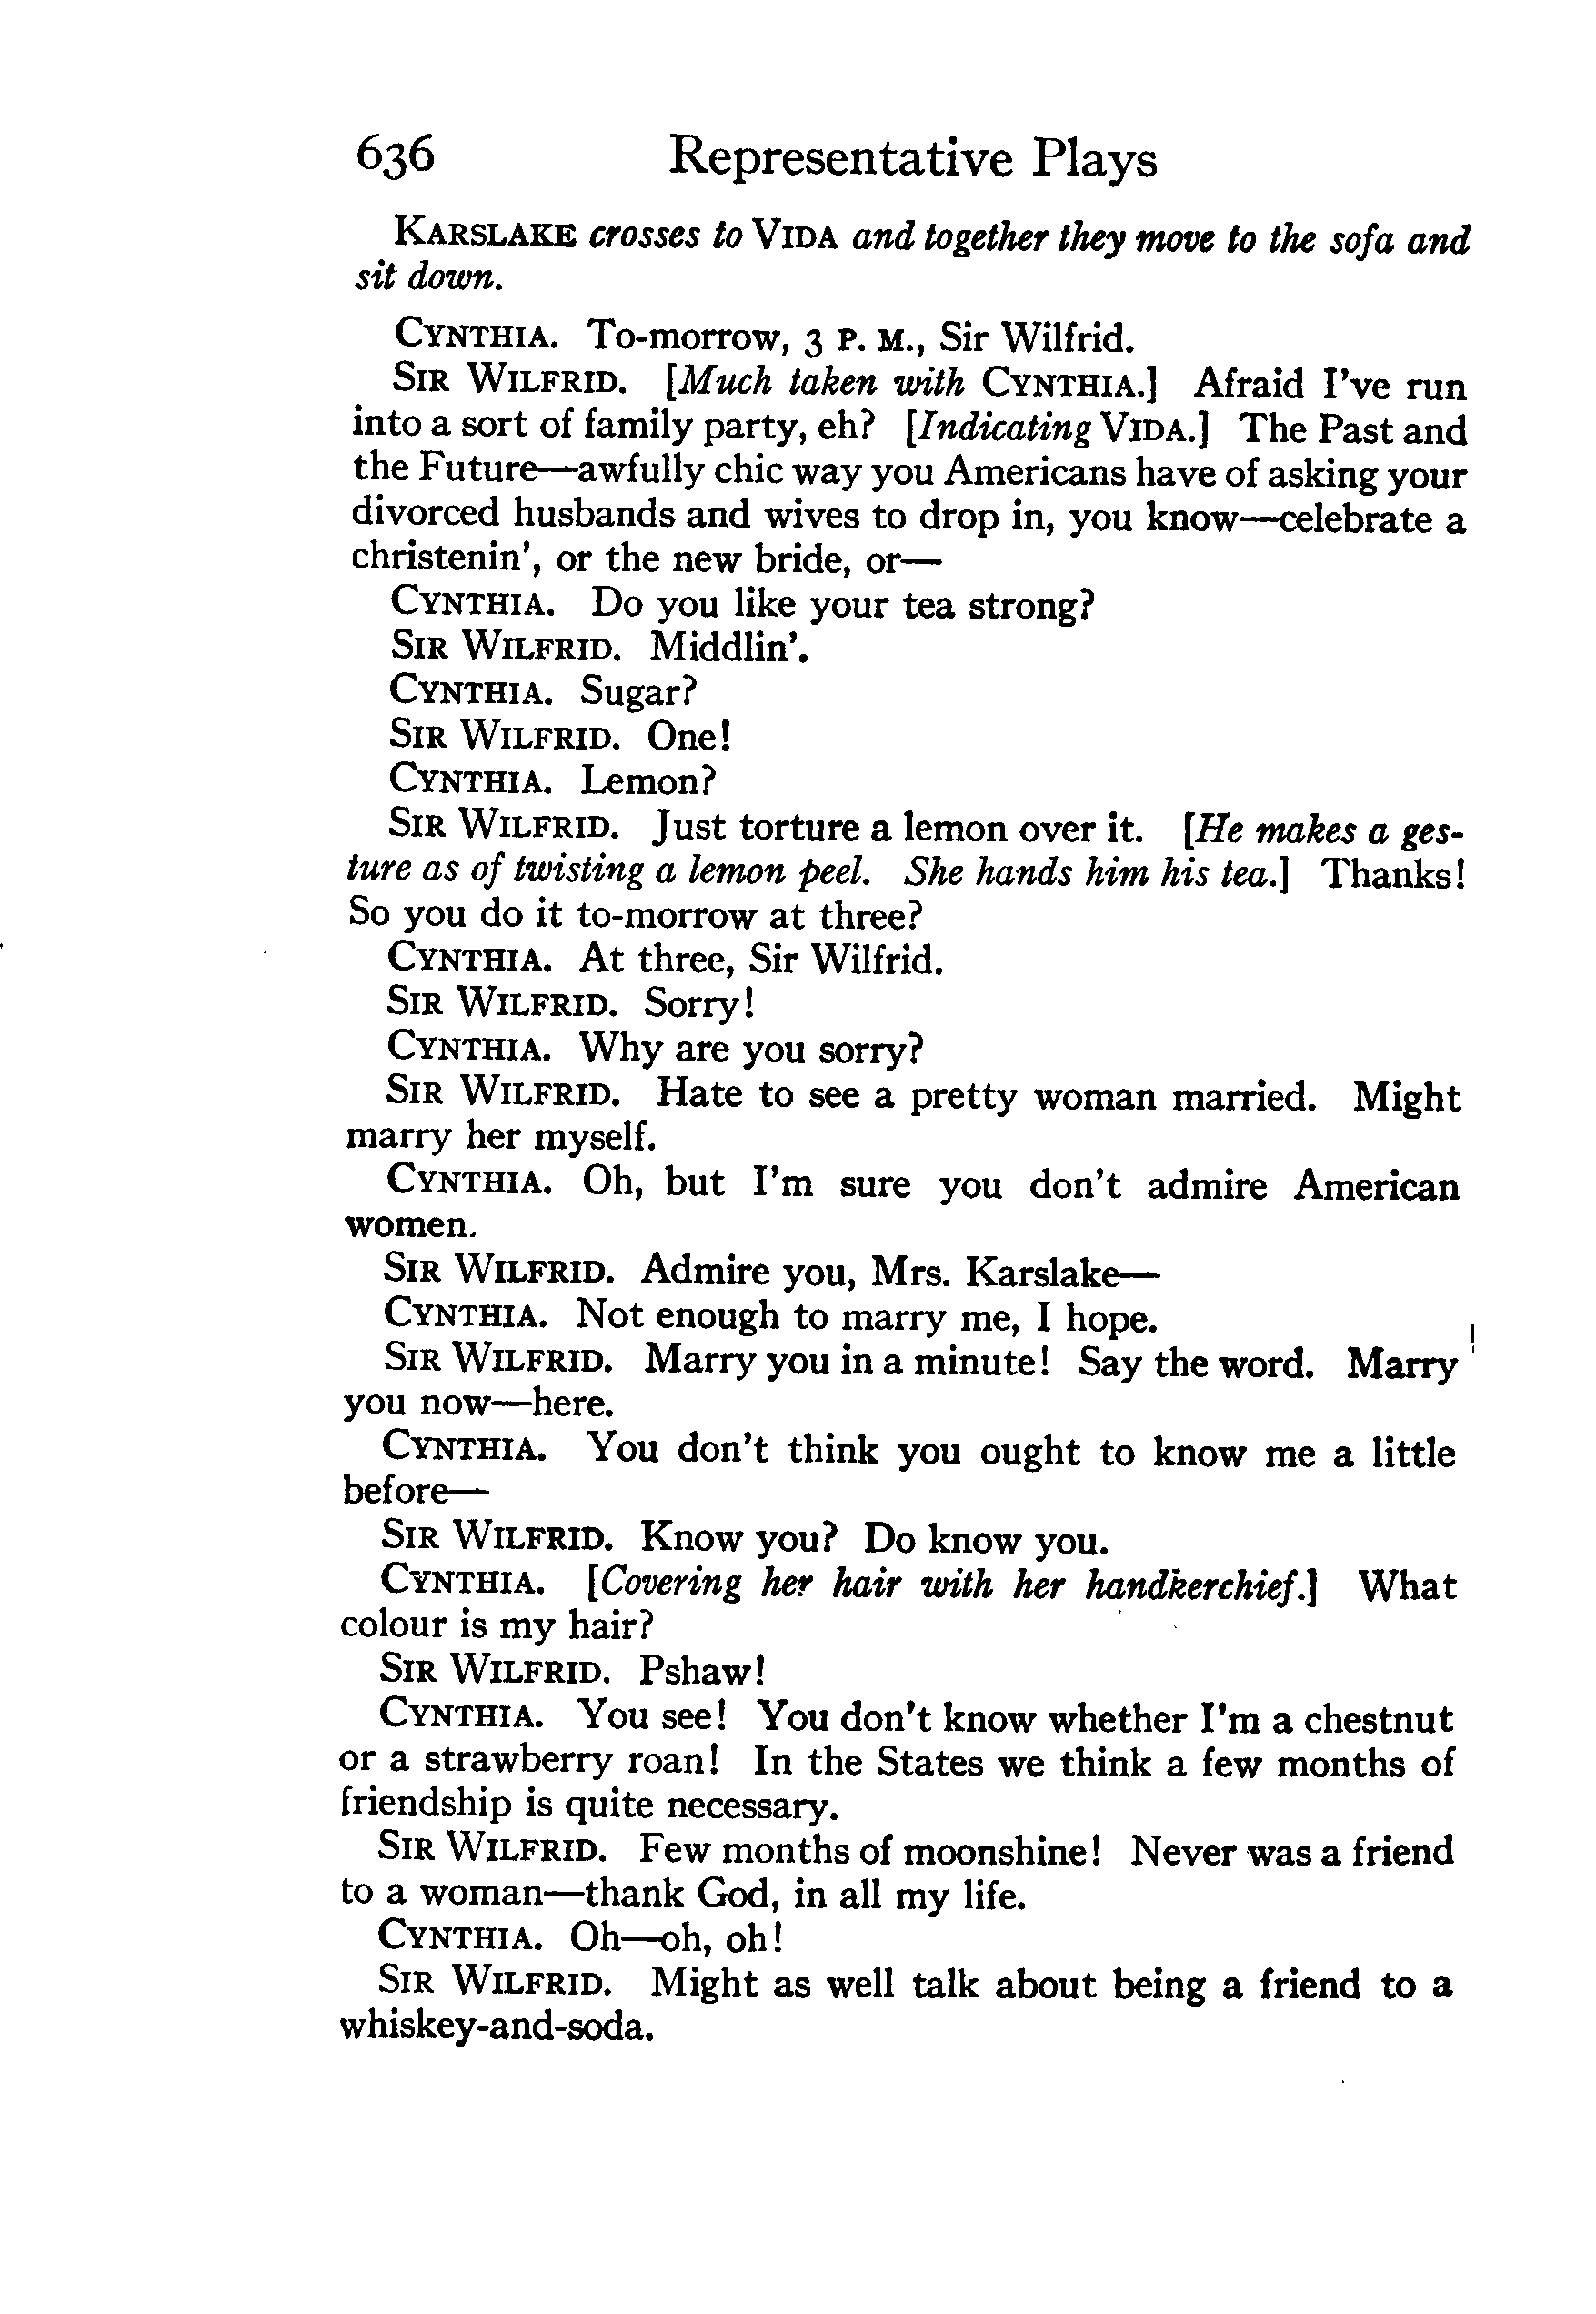 636 Representative Plays
KARSLAKE crosses to VIDA and together they move to the sofa and
sit down.
CYNTHIA. To-morrow, 3 P. M., Sir Wilfrid.
SIR WILFRID. [Much taken with CYNTHIA.] Afraid I've run
into a sort of family party, eh? [Indicating VIDA.] The Past and
the Future—awfully chic way you Americans have of asking your
divorced husbands and wives to drop in, you know—celebrate a
christenin', or the new bride, or—
CYNTHIA. Do you like your tea strong?
SIR WILFRID. Middlin'.
CYNTHIA. Sugar?
SIR WILFRID. One!
CYNTHIA. Lemon?
SIR WILFRID. Just torture a lemon over it. [He makes a ges-
ture as of twisting a lemon peel. She hands him his tea.] Thanks!
So you do it to-morrow at three?
CYNTHIA. At three, Sir Wilfrid.
SIR WILFRID. Sorry!
CYNTHIA. Why are you sorry?
SIR WILFRID. Hate to see a pretty woman married. Might
marry her myself.
CYNTHIA. Oh, but I'm sure you don't admire American
women.
SIR WILFRID. Admire you, Mrs. Karslake—
CYNTHIA. Not enough to marry me, I hope.
SIR WILFRID. Marry you in a minute! Say the word. Marry
you now—here.
CYNTHIA. You don't think you ought to know me a little
before—
SIR WILFRID. Know you? Do know you.
CYNTHIA. [Covering her hair with her handkerchief.] What
colour is my hair?
SIR WILFRID. Pshaw!
CYNTHIA. You see! You don't know whether I'm a chestnut
or a strawberry roan! In the States we think a few months of
friendship is quite necessary.
SIR WILFRID. Few months of moonshine! Never was a friend
to a woman—thank God, in all my life.
CYNTHIA. Oh—oh, oh!
SIR WILFRID. Might as well talk about being a friend to a
whiskey-and-soda.